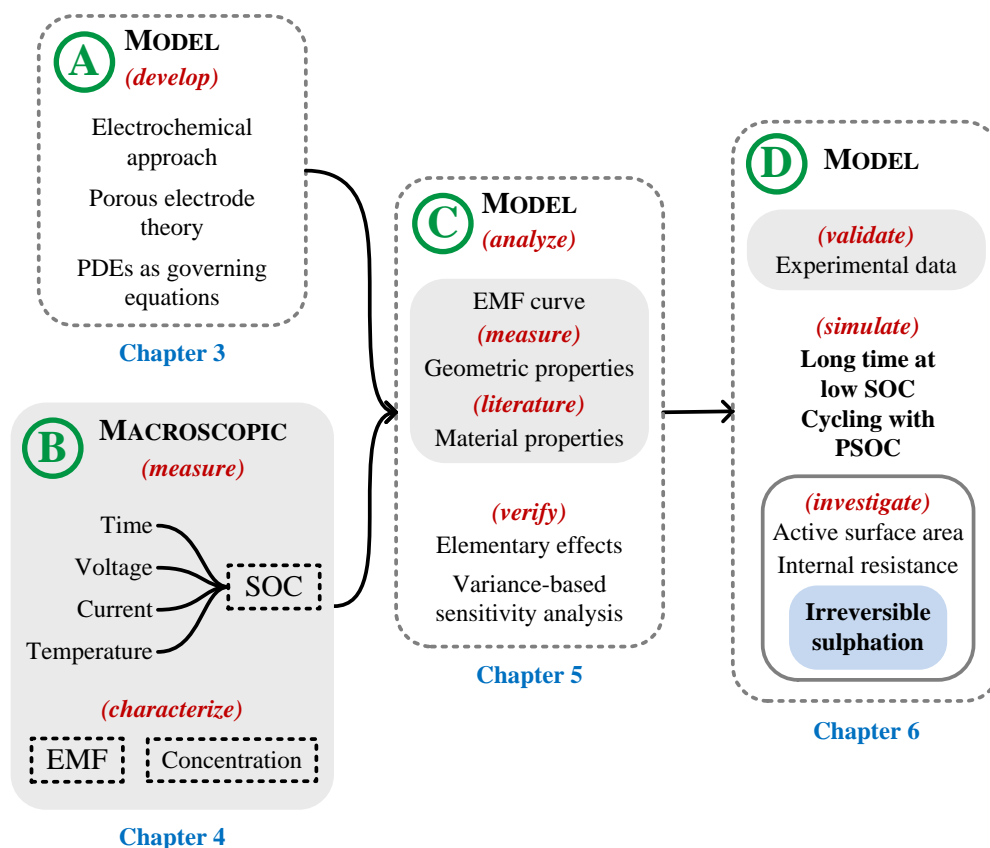 A
MODEL
(develop)
Electrochemical
approach
Porous electrode
theory
PDEs as governing
equations
Chapter 3
B
MACROSCOPIC
(measure)
Time
Voltage
Current
Temperature
SOC
(characterize)
EMF
Concentration
Chapter 4
C
MODEL
(analyze)
EMF curve
(measure)
Geometric properties
(literature)
Material properties
(verify)
Elementary effects
Variance-based
sensitivity analysis
Chapter 5
D
MODEL
(validate)
Experimental data
(simulate)
Long time at
low SOC
Cycling with
PSOC
(investigate)
Active surface area
Internal resistance
Irreversible
sulphation
Chapter 6